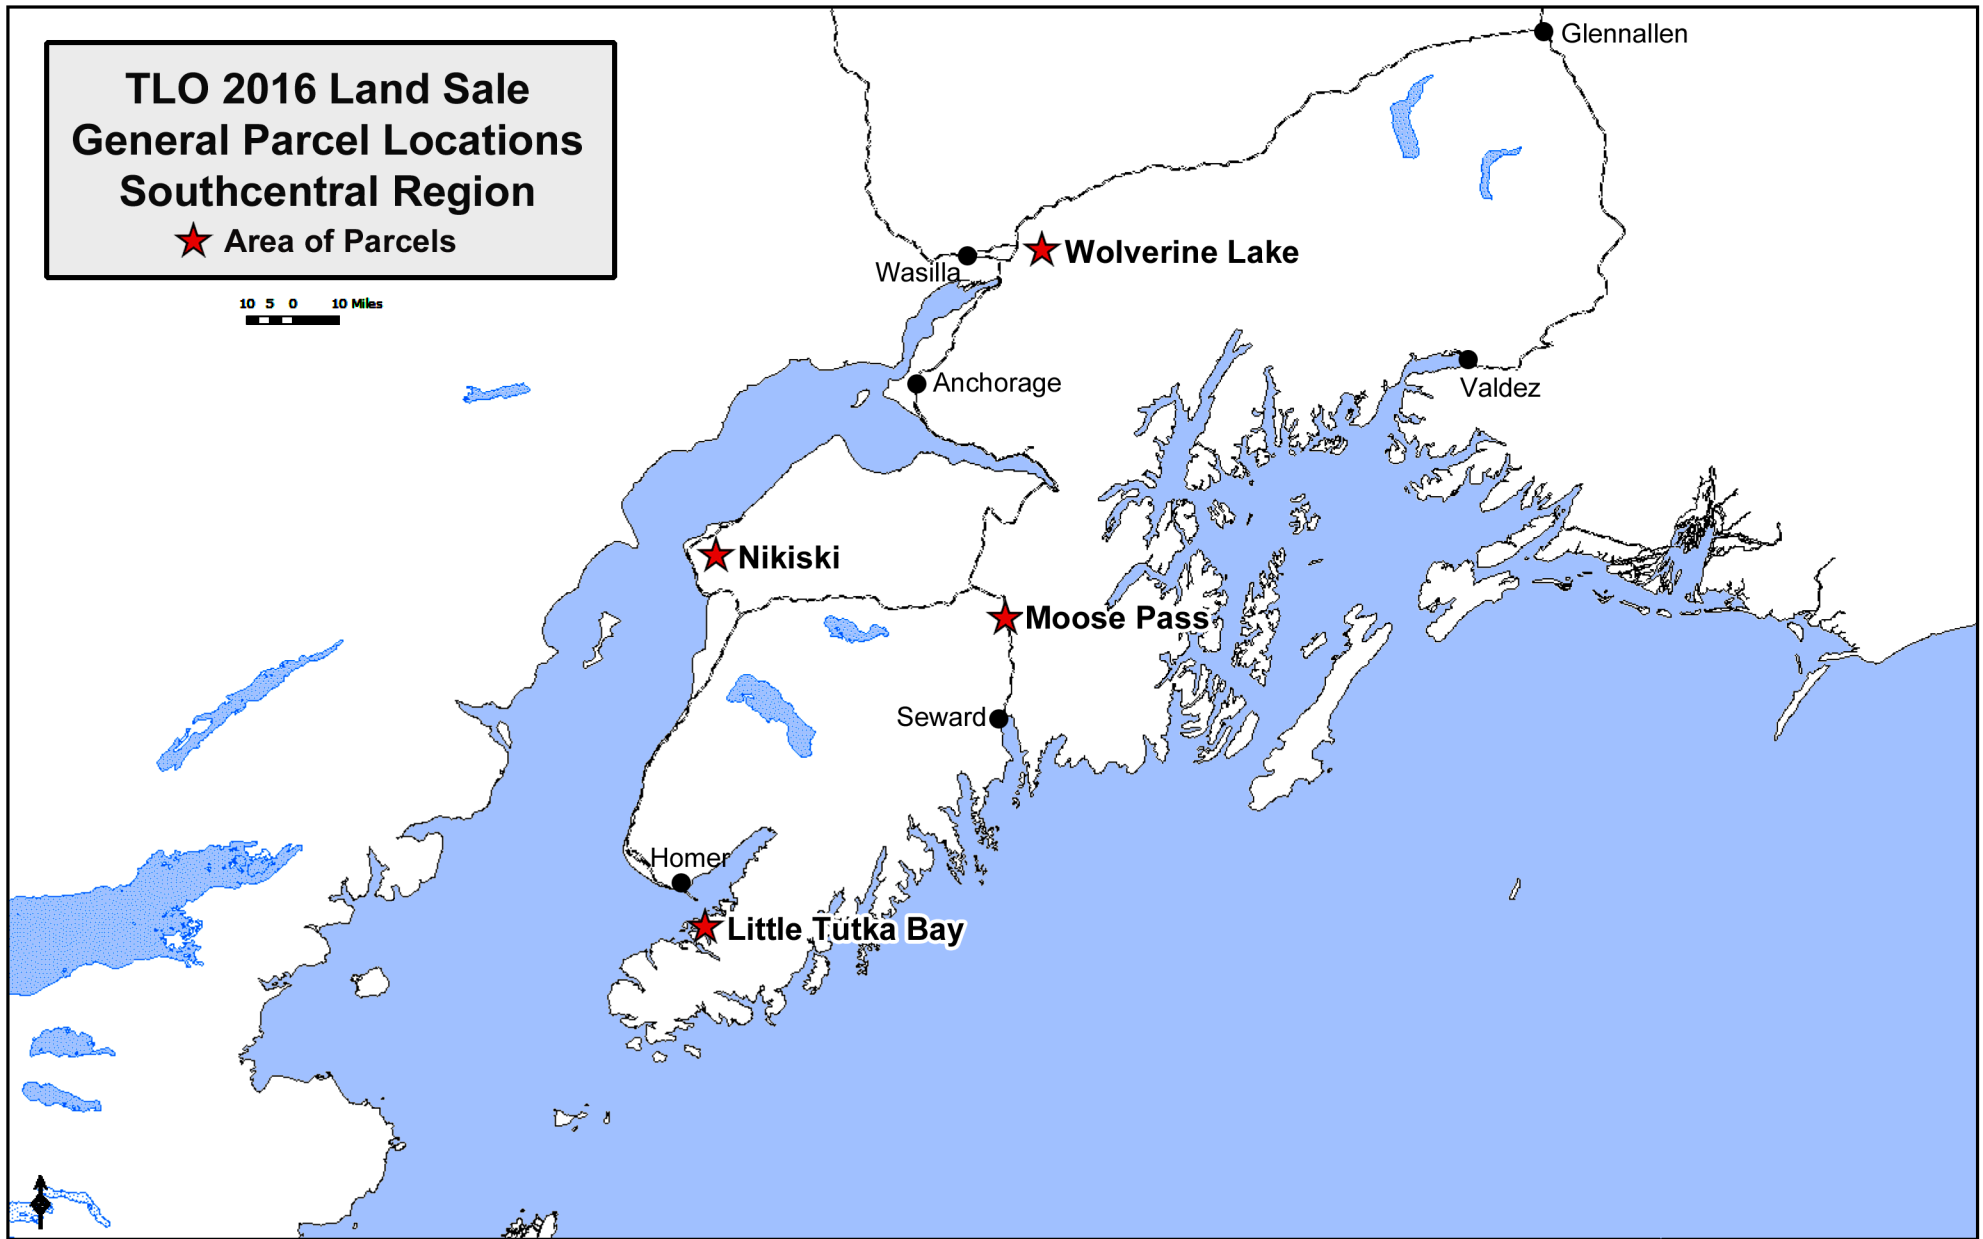 TLO 2016 Land Sale
General Parcel Locations
Southcentral Region
Area of Parcels
10 5 0 10 Miles
Glennallen
Wolverine Lake
Wasilla
Anchorage
Valdez
Nikiski
Moose Pass
Seward
Homer
Little Tutka Bay